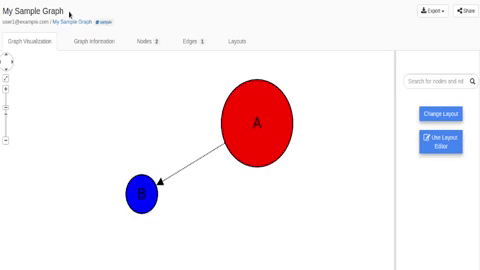 My Sample Graph
user1@example.com / My Sample Graph sample
Export
Share
Graph Visualization
Graph Information
Nodes 2
Edges 1
Layouts
A
B
Search for nodes and ed
Change Layout
Use Layout
Editor